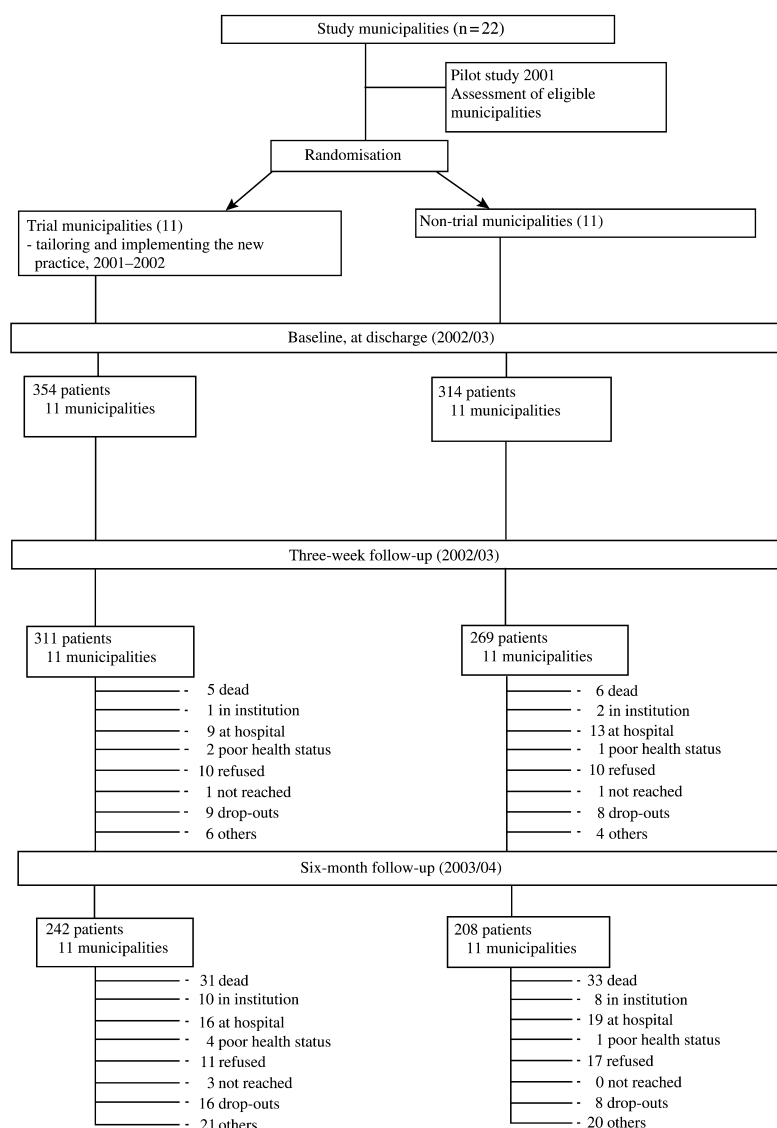 Study municipalities (n=22)
Pilot study 2001
Assessment of eligible
municipalities
Randomisation
Trial municipalities (11)
- tailoring and implementing the new
practice, 2001–2002
Non-trial municipalities (11)
Baseline, at discharge (2002/03)
354 patients
11 municipalities
314 patients
11 municipalities
Three-week follow-up (2002/03)
311 patients
11 municipalities
5 dead
1 in institution
9 at hospital
2 poor health status
10 refused
1 not reached
9 drop-outs
6 others
269 patients
11 municipalities
6 dead
2 in institution
13 at hospital
1 poor health status
10 refused
1 not reached
8 drop-outs
4 others
Six-month follow-up (2003/04)
242 patients
11 municipalities
31 dead
10 in institution
16 at hospital
4 poor health status
11 refused
3 not reached
16 drop-outs
21 others
208 patients
11 municipalities
33 dead
8 in institution
19 at hospital
1 poor health status
17 refused
0 not reached
8 drop-outs
20 others